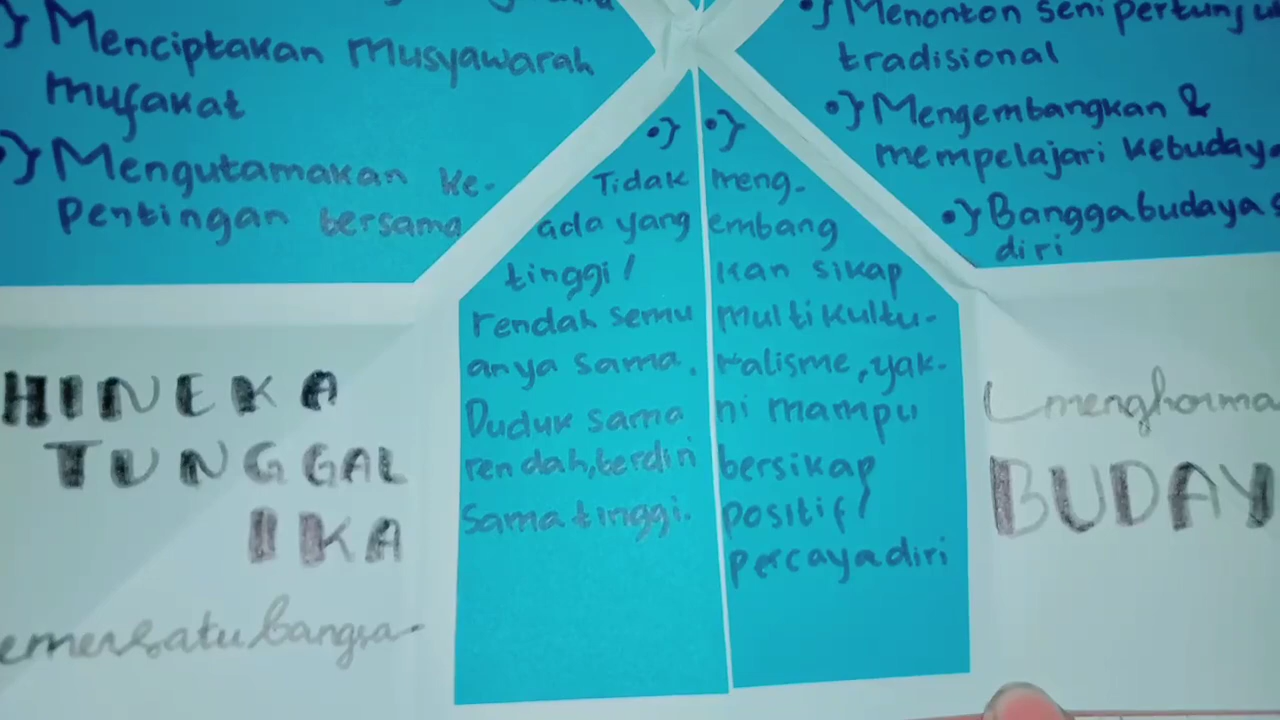 Menciptakan musyawarah
mufakat
Mengutamakan ke-
pentingan bersama
HINEKA
TUNGGAL
IKA
emersatu bangsa
Tidak
ada yang
tinggi/
rendah semu
anya sama.
Duduk sama
rendah, berdiri
sama tinggi.
meng-
embang
kan sikap
multikultu-
ralisme, yak-
ni mampu
bersikap
positif/
percaya diri
Menonton seni pertunju
tradisional
Mengembangkan &
mempelajari kebuday
Bangga budaya s
diri
menghorma
BUDAY